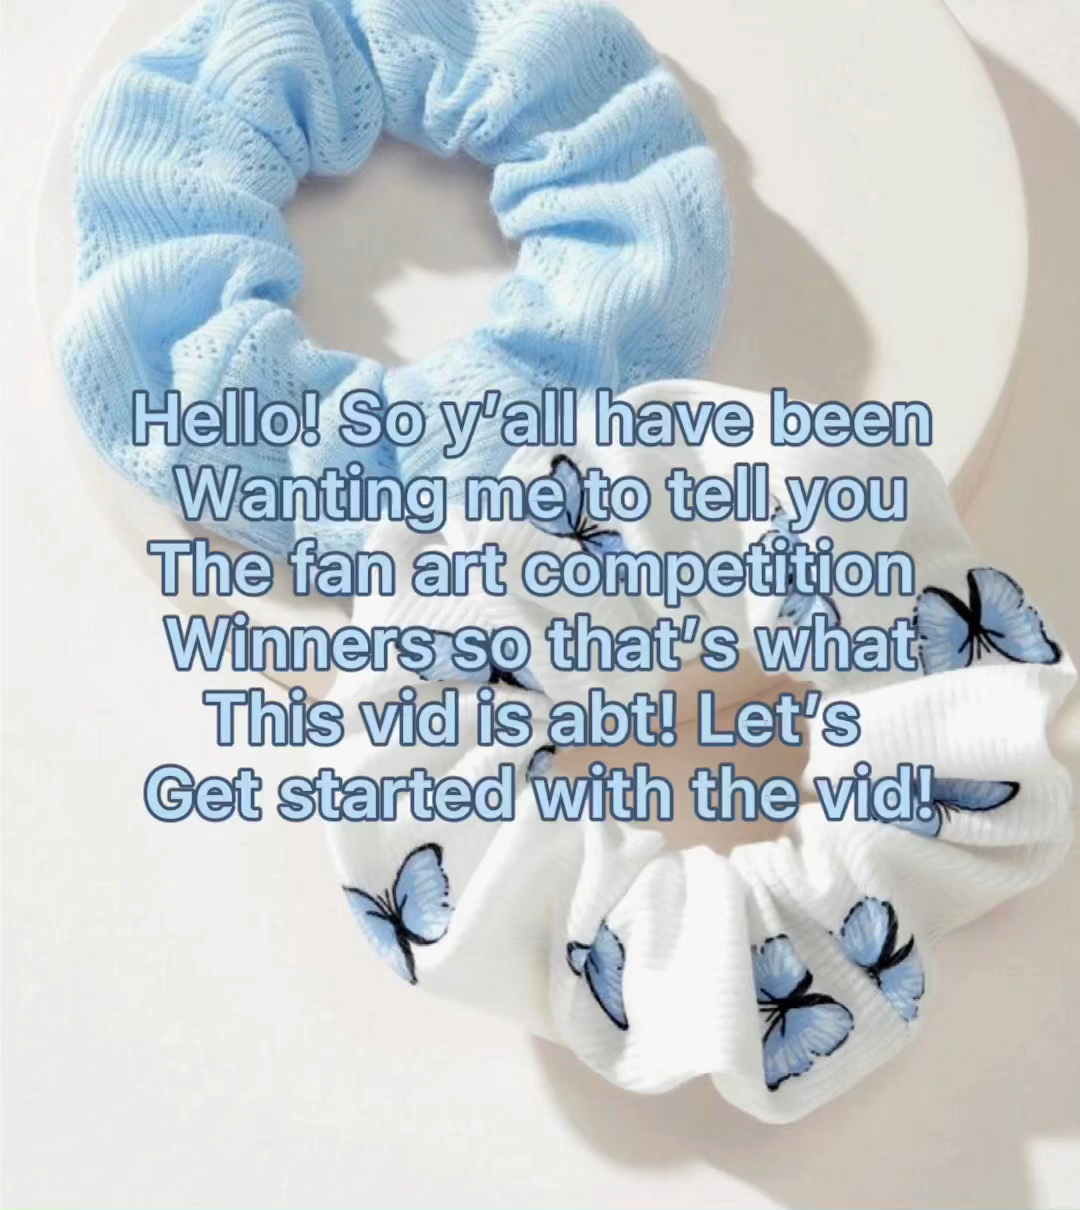 Hello! So y’all have been
Wanting me to tell you
The fan art competition
Winners so that’s what
This vid is abt! Let’s
Get started with the vid!